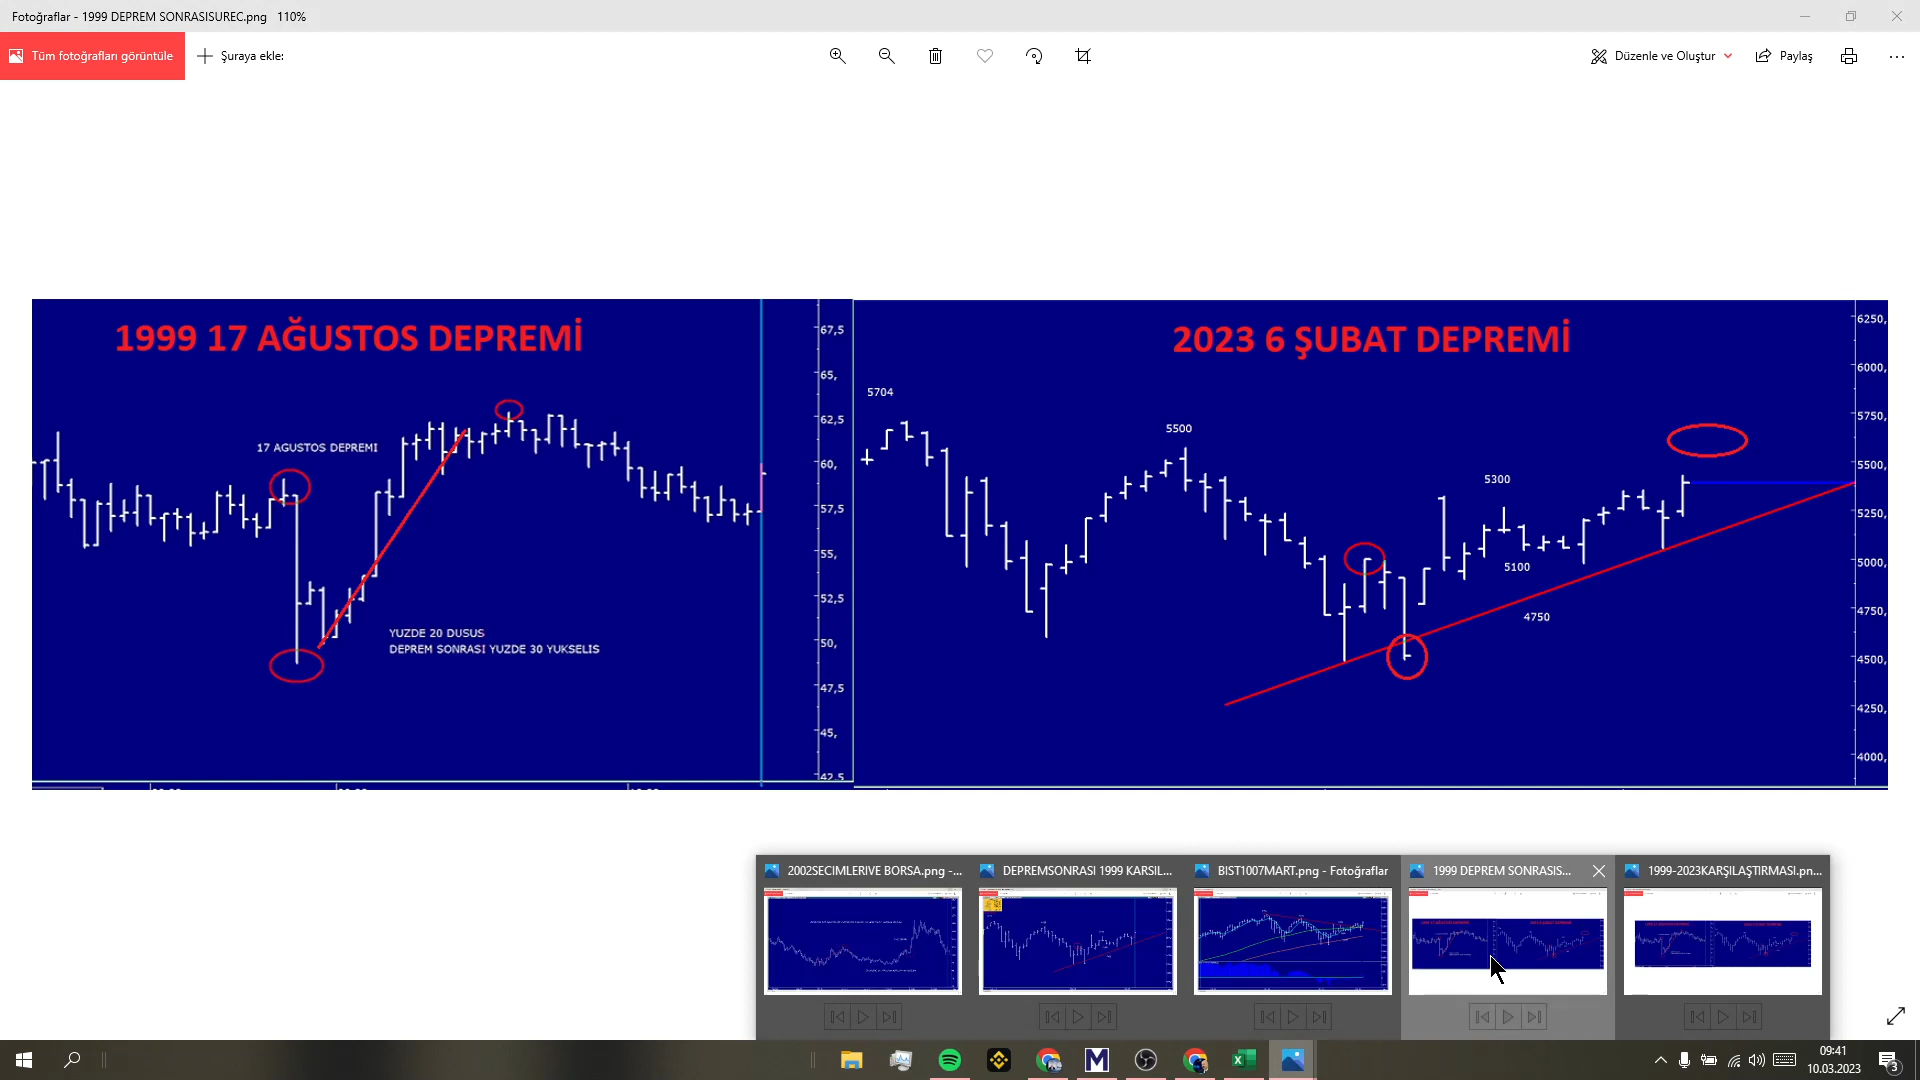 Fotoğraflar - 1999 DEPREM SONRASISUREC.png 110%
Tüm fotoğrafları görüntüle
Şuraya ekle:
Düzenle ve Oluştur
Paylaş
1999 17 AĞUSTOS DEPREMİ
17 AGUSTOS DEPREMI
YUZDE 20 DUSUS
DEPREM SONRASI YUZDE 30 YUKSELIS
67,5
65,
62,5
60,
57,5
55,
52,5
50,
47,5
45,
42,5
2023 6 ŞUBAT DEPREMİ
5704
5500
5300
5100
4750
6250,
6000,
5750,
5500,
5250,
5000,
4750,
4500,
4250,
4000,
2002SECIMLERIVE BORSA.png -...
DEPREMSONRASI 1999 KARSIL...
BIST1007MART.png - Fotoğraflar
1999 DEPREM SONRASIS...
1999-2023KARŞILAŞTIRMASI.pn...
09:41
10.03.2023
3